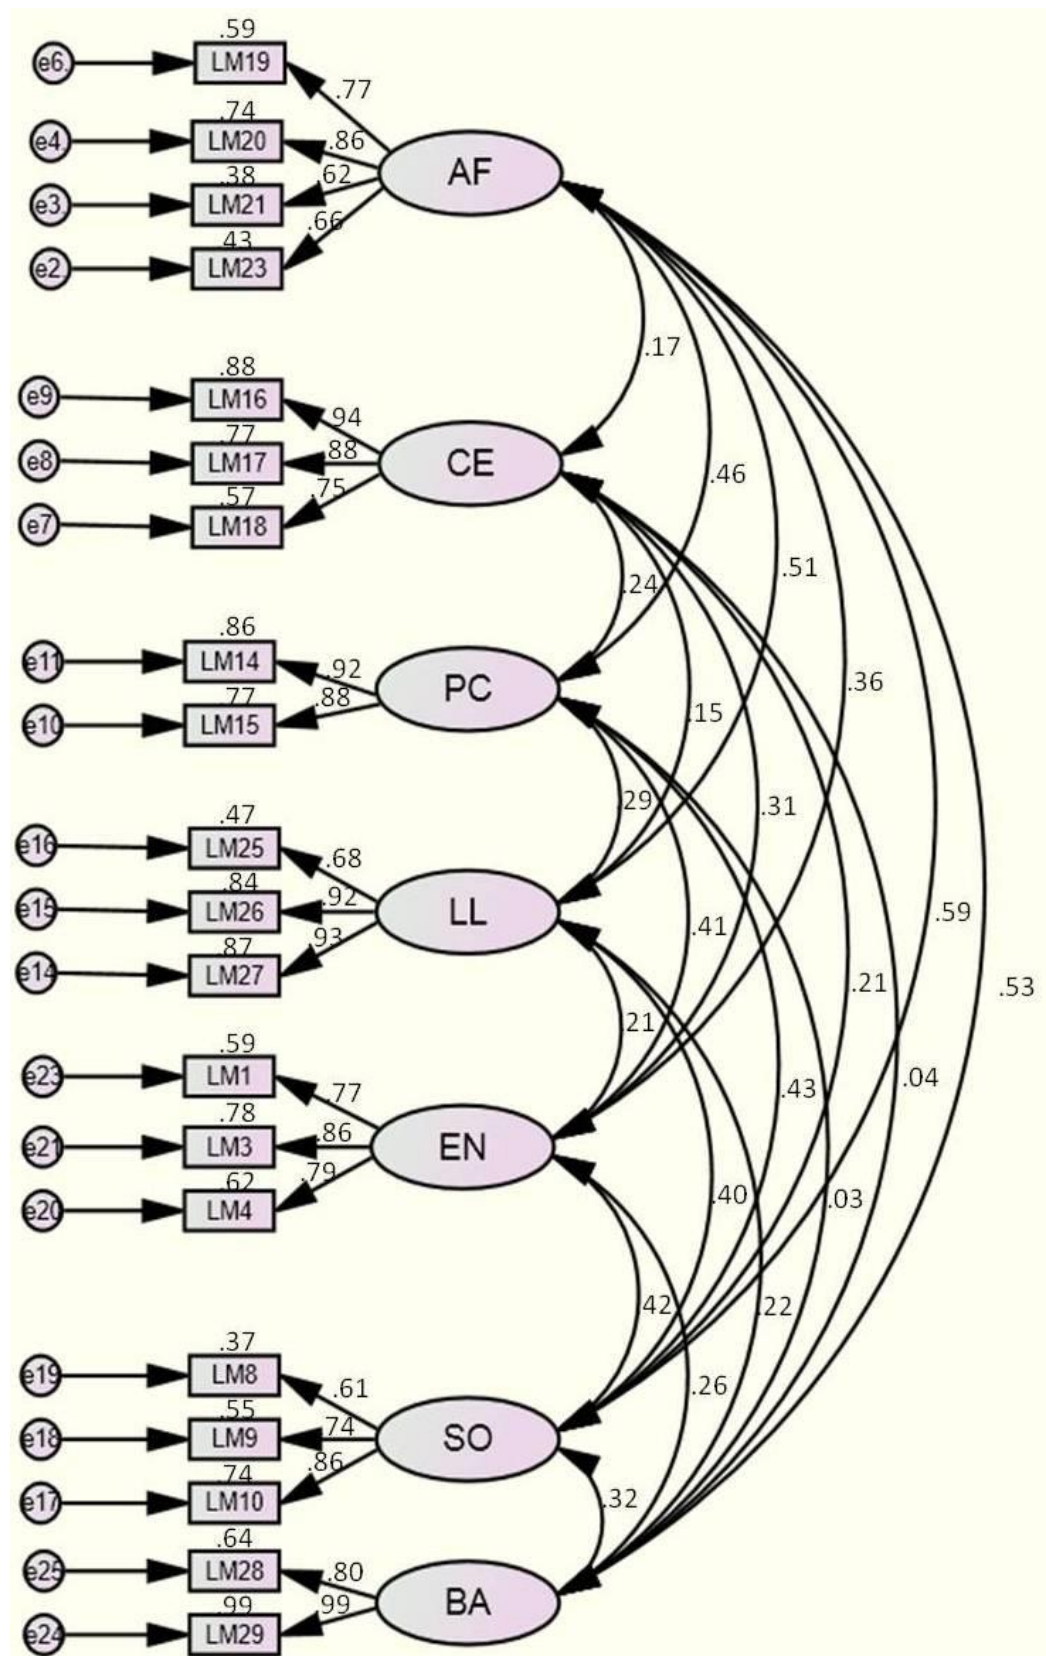 .59
e6. LM19
.77
.74
e4. LM20
.86
AF
.38
.62
e3. LM21
.66
.43
e2. LM23
.17
.88
e9 LM16
.94
.77
e8 LM17
.88
CE
.46
.57
.75
e7 LM18
.51
.24
.86
e11 LM14
.92
.36
PC
.77
.88
e10 LM15
.15
.29
.31
.47
e16 LM25
.68
.84
e15 LM26
.92
LL
.59
.41
.87
.93
e14 LM27
.21
.53
.21
.59
e23 LM1
.77
.04
.43
.78
e21 LM3
.86
EN
.62
.79
e20 LM4
.40
.03
.42
.22
.37
e19 LM8
.61
.26
.55
e18 LM9
.74
SO
.74
.86
e17 LM10
.32
.64
e25 LM28
.80
.99
.99
BA
e24 LM29